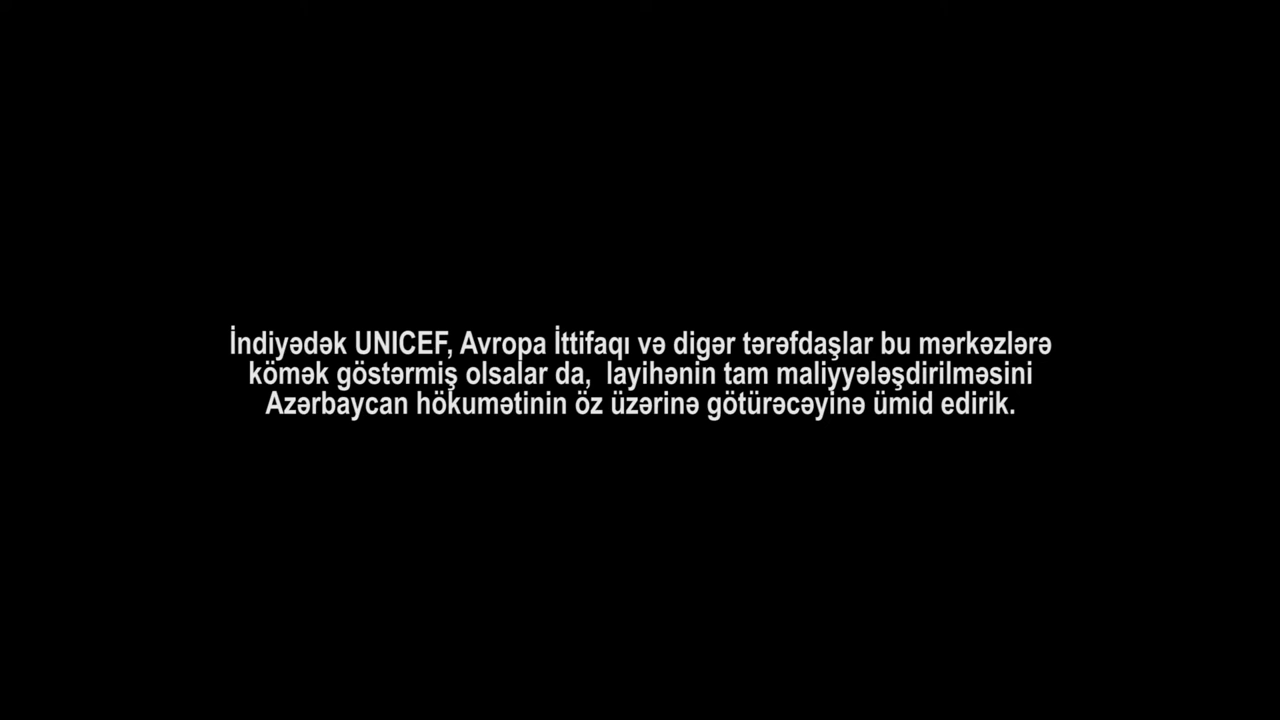 İndiyədək UNICEF, Avropa İttifaqı və digər tərəfdaşlar bu mərkəzlərə
kömək göstərmiş olsalar da,  layihənin tam maliyyələşdirilməsini
Azərbaycan hökumətinin öz üzərinə götürəcəyinə ümid edirik.